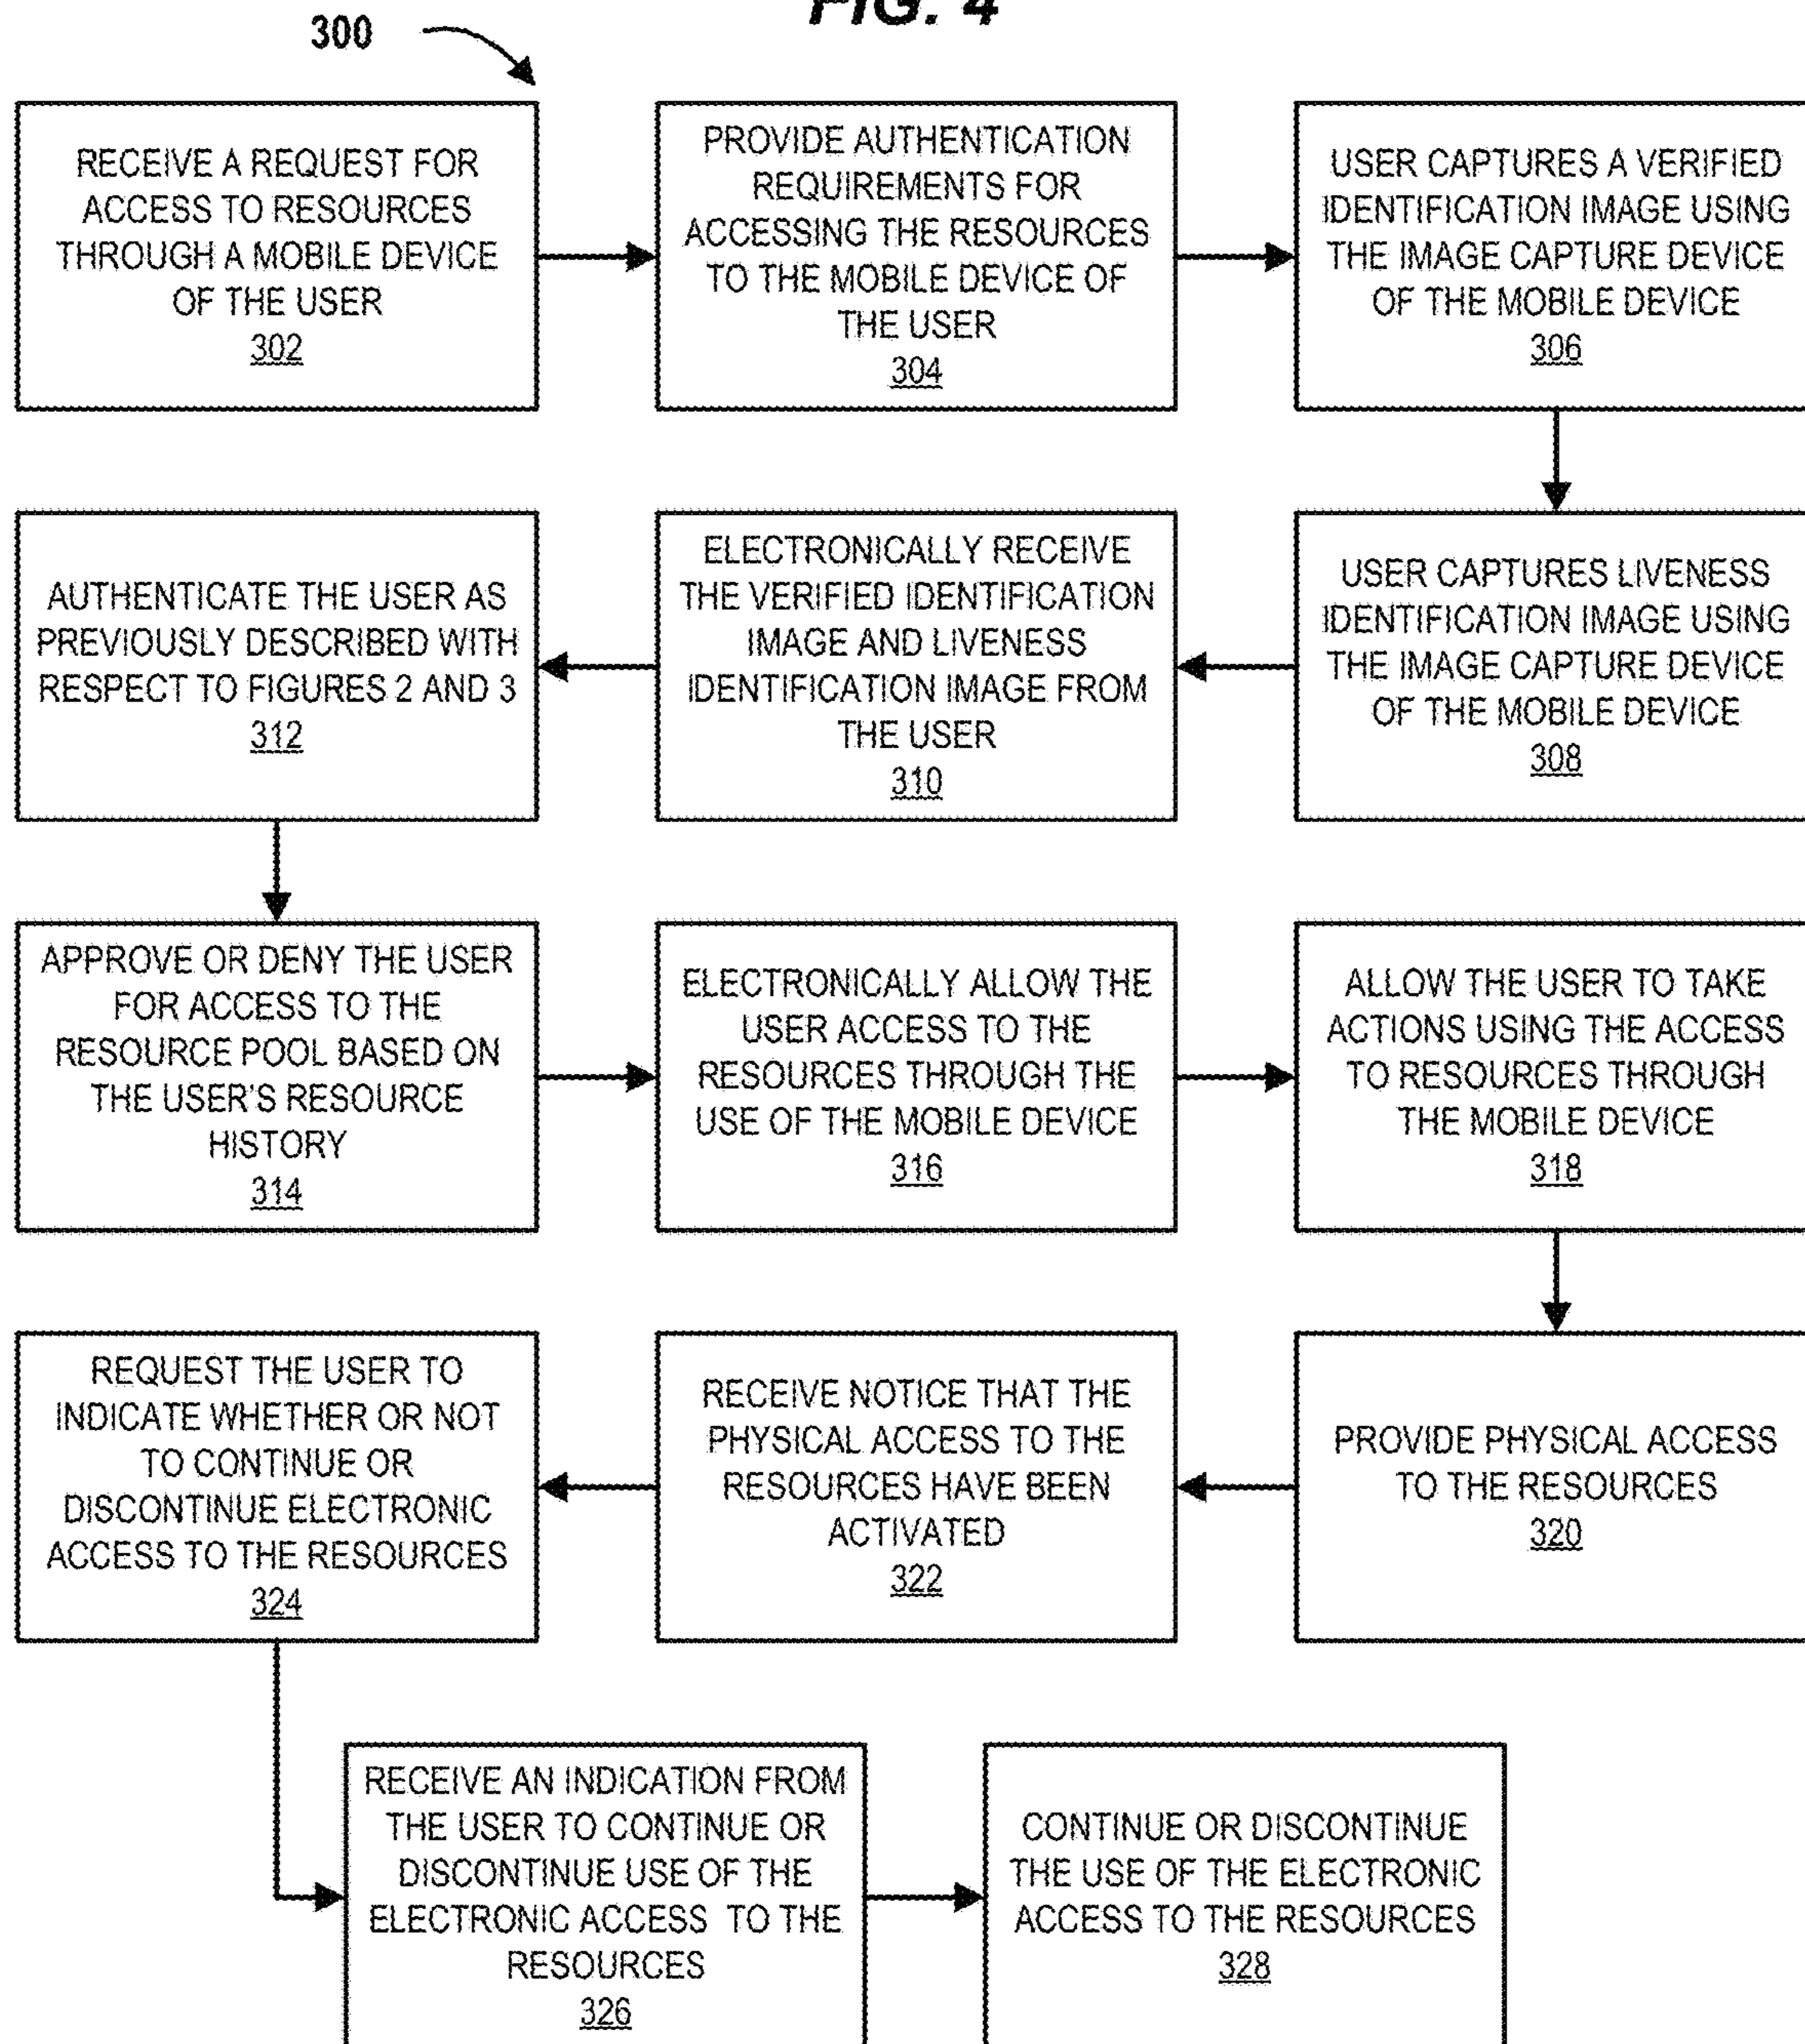 FIG. 4
300
RECEIVE A REQUEST FOR
ACCESS TO RESOURCES
THROUGH A MOBILE DEVICE
OF THE USER
302
PROVIDE AUTHENTICATION
REQUIREMENTS FOR
ACCESSING THE RESOURCES
TO THE MOBILE DEVICE OF
THE USER
304
USER CAPTURES A VERIFIED
IDENTIFICATION IMAGE USING
THE IMAGE CAPTURE DEVICE
OF THE MOBILE DEVICE
306
USER CAPTURES LIVENESS
IDENTIFICATION IMAGE USING
THE IMAGE CAPTURE DEVICE
OF THE MOBILE DEVICE
308
ELECTRONICALLY RECEIVE
THE VERIFIED IDENTIFICATION
IMAGE AND LIVENESS
IDENTIFICATION IMAGE FROM
THE USER
310
AUTHENTICATE THE USER AS
PREVIOUSLY DESCRIBED WITH
RESPECT TO FIGURES 2 AND 3
312
APPROVE OR DENY THE USER
FOR ACCESS TO THE
RESOURCE POOL BASED ON
THE USER'S RESOURCE
HISTORY
314
ELECTRONICALLY ALLOW THE
USER ACCESS TO THE
RESOURCES THROUGH THE
USE OF THE MOBILE DEVICE
316
ALLOW THE USER TO TAKE
ACTIONS USING THE ACCESS
TO RESOURCES THROUGH
THE MOBILE DEVICE
318
PROVIDE PHYSICAL ACCESS
TO THE RESOURCES
320
RECEIVE NOTICE THAT THE
PHYSICAL ACCESS TO THE
RESOURCES HAVE BEEN
ACTIVATED
322
REQUEST THE USER TO
INDICATE WHETHER OR NOT
TO CONTINUE OR
DISCONTINUE ELECTRONIC
ACCESS TO THE RESOURCES
324
RECEIVE AN INDICATION FROM
THE USER TO CONTINUE OR
DISCONTINUE USE OF THE
ELECTRONIC ACCESS TO THE
RESOURCES
326
CONTINUE OR DISCONTINUE
THE USE OF THE ELECTRONIC
ACCESS TO THE RESOURCES
328